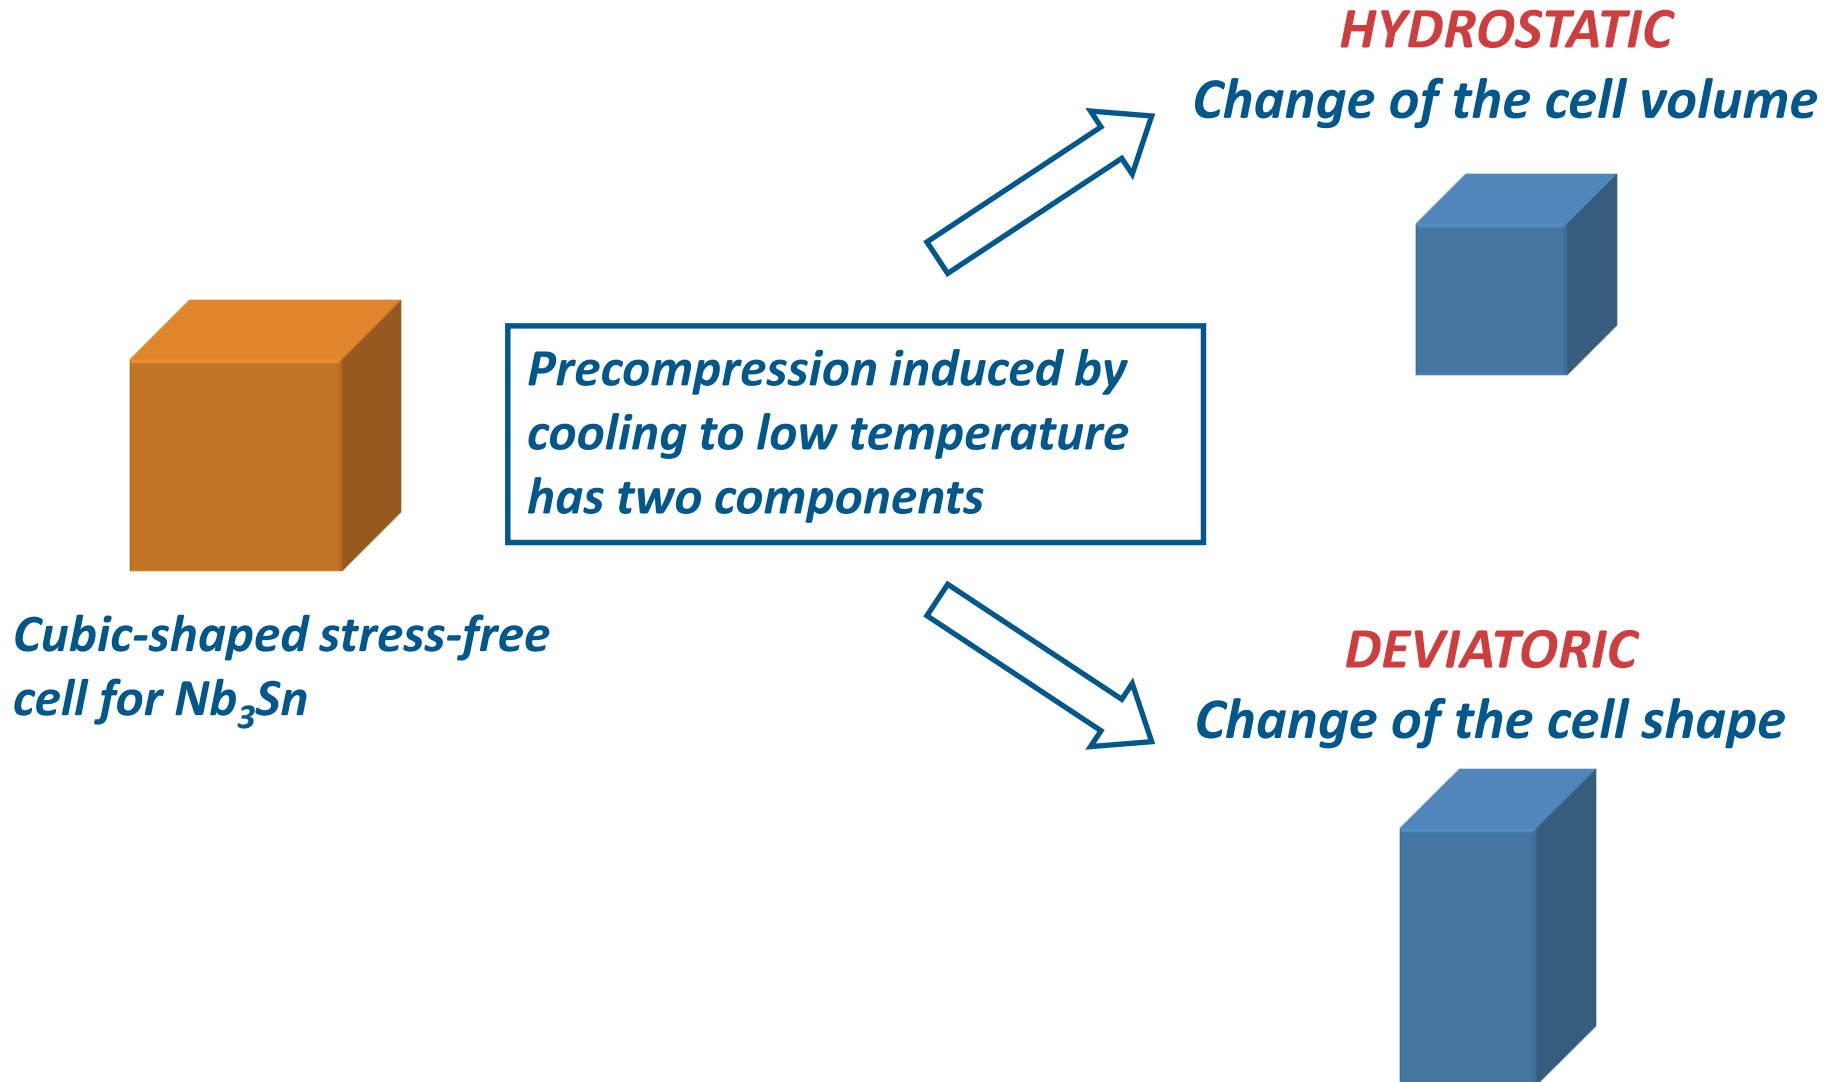 HYDROSTATIC
Change of the cell volume
Precompression induced by
cooling to low temperature
has two components
Cubic-shaped stress-free
cell for Nb₃Sn
DEVIATORIC
Change of the cell shape